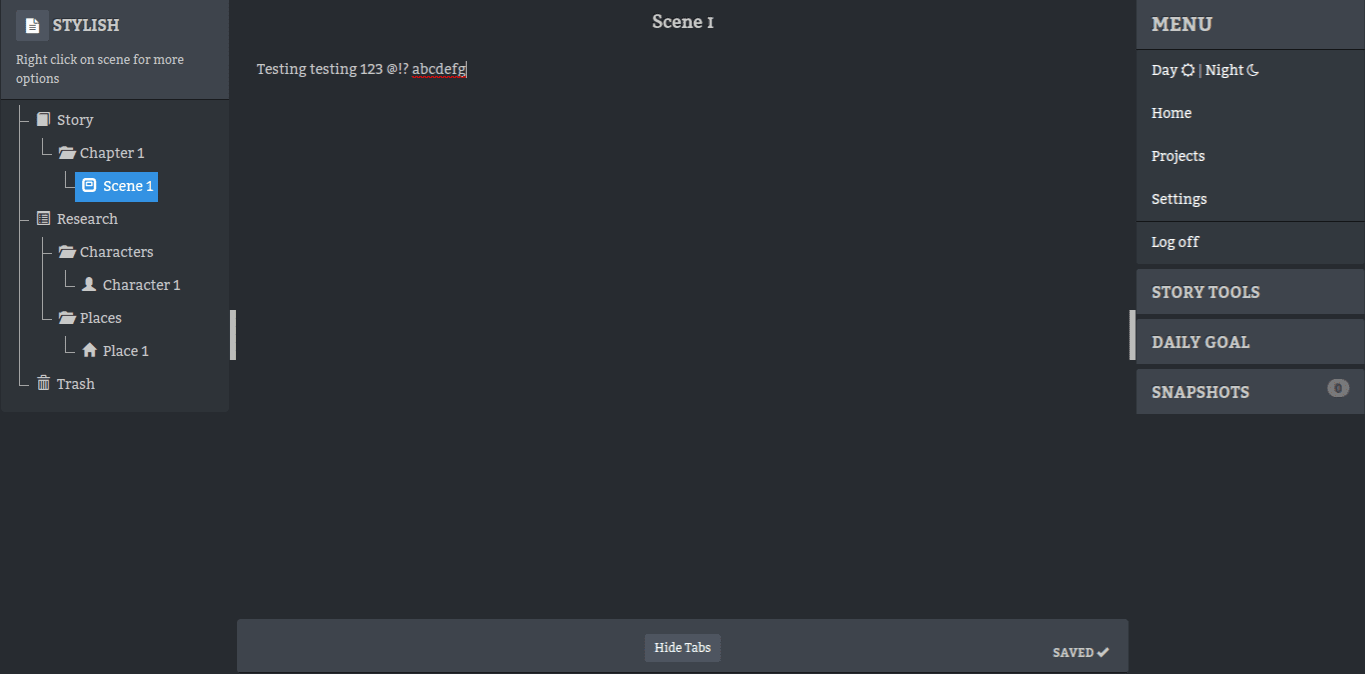 STYLISH
Right click on scene for more
options
Story
Chapter 1
Scene 1
Research
Characters
Character 1
Places
Place 1
Trash
Scene 1
Testing testing 123 @!? abcdefg
Hide Tabs
SAVED
MENU
Day | Night
Home
Projects
Settings
Log off
STORY TOOLS
DAILY GOAL
SNAPSHOTS 0